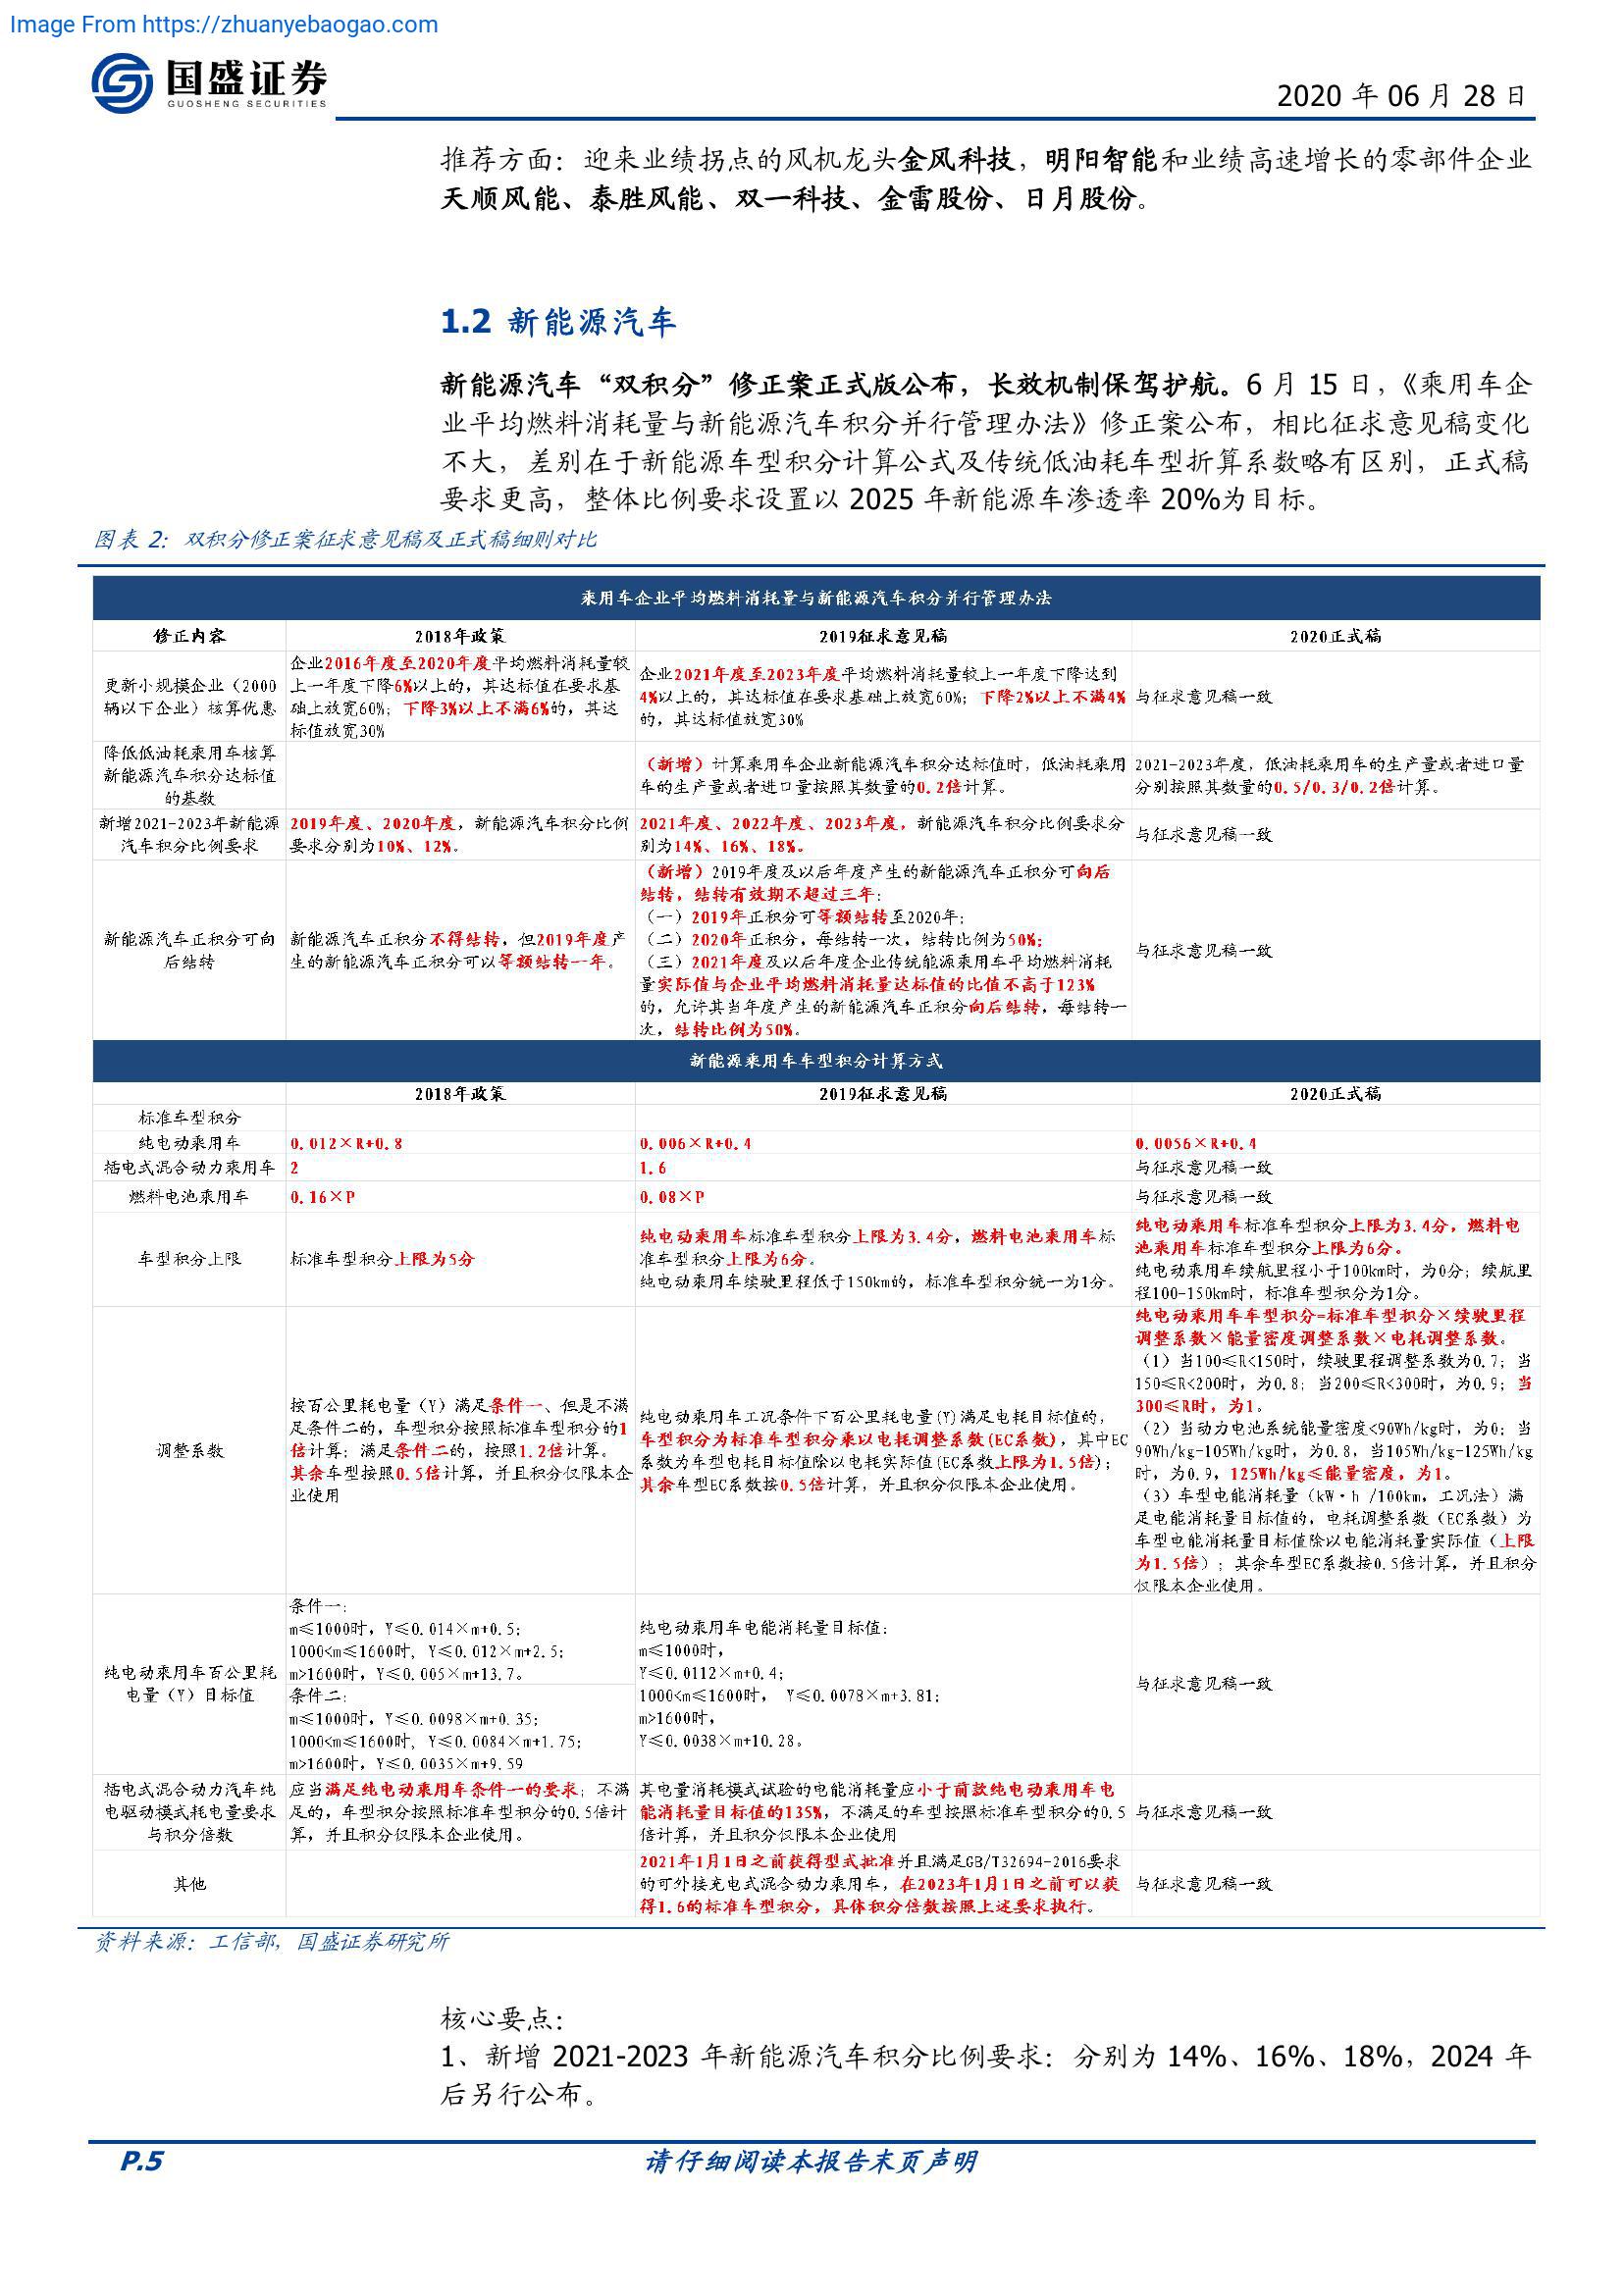 Image From https://zhuanyebaogao.com
国盛证券
GUOSHENG SECURITIES
2020 年 06 月 28 日
推荐方面：迎来业绩拐点的风机龙头金风科技，明阳智能和业绩高速增长的零部件企业
天顺风能、泰胜风能、双一科技、金雷股份、日月股份。
1.2 新能源汽车
新能源汽车“双积分”修正案正式版公布，长效机制保驾护航。6 月 15 日，《乘用车企
业平均燃料消耗量与新能源汽车积分并行管理办法》修正案公布，相比征求意见稿变化
不大，差别在于新能源车型积分计算公式及传统低油耗车型折算系数略有区别，正式稿
要求更高，整体比例要求设置以 2025 年新能源车渗透率 20%为目标。
图表 2：双积分修正案征求意见稿及正式稿细则对比
乘用车企业平均燃料消耗量与新能源汽车积分并行管理办法
修正内容 2018年政策 2019征求意见稿 2020正式稿
更新小规模企业（2000
辆以下企业）核算优惠
企业2016年度至2020年度平均燃料消耗量较
上一年度下降6%以上的，其达标值在要求基
础上放宽60%；下降3%以上不满6%的，其达
标值放宽30%
企业2021年度至2023年度平均燃料消耗量较上一年度下降达到
4%以上的，其达标值在要求基础上放宽60%；下降2%以上不满4%
的，其达标值放宽30%
与征求意见稿一致
降低低油耗乘用车核算
新能源汽车积分达标值
的基数
（新增）计算乘用车企业新能源汽车积分达标值时，低油耗乘用
车的生产量或者进口量按照其数量的0.2倍计算。
2021-2023年度，低油耗乘用车的生产量或者进口量
分别按照其数量的0.5/0.3/0.2倍计算。
新增2021-2023年新能源
汽车积分比例要求
2019年度、2020年度，新能源汽车积分比例
要求分别为10%、12%。
2021年度、2022年度、2023年度，新能源汽车积分比例要求分
别为14%、16%、18%。
与征求意见稿一致
新能源汽车正积分可向
后结转
新能源汽车正积分不得结转，但2019年度产
生的新能源汽车正积分可以等额结转一年。
（新增）2019年度及以后年度产生的新能源汽车正积分可向后
结转，结转有效期不超过三年：
（一）2019年正积分可等额结转至2020年；
（二）2020年正积分，每结转一次，结转比例为50%；
（三）2021年度及以后年度企业传统能源乘用车平均燃料消耗
量实际值与企业平均燃料消耗量达标值的比值不高于123%
的，允许其当年度产生的新能源汽车正积分向后结转，每结转一
次，结转比例为50%。
与征求意见稿一致
新能源乘用车车型积分计算方式
2018年政策 2019征求意见稿 2020正式稿
标准车型积分
纯电动乘用车 0.012×R+0.8 0.006×R+0.4 0.0056×R+0.4
插电式混合动力乘用车 2 1.6 与征求意见稿一致
燃料电池乘用车 0.16×P 0.08×P 与征求意见稿一致
车型积分上限
标准车型积分上限为5分
纯电动乘用车标准车型积分上限为3.4分，燃料电池乘用车标
准车型积分上限为6分。
纯电动乘用车续驶里程低于150km的，标准车型积分统一为1分。
纯电动乘用车标准车型积分上限为3.4分，燃料电
池乘用车标准车型积分上限为6分。
纯电动乘用车续航里程小于100km时，为0分；续航里
程100-150km时，标准车型积分为1分。
调整系数
按百公里耗电量（Y）满足条件一、但是不满
足条件二的，车型积分按照标准车型积分的1
倍计算；满足条件二的，按照1.2倍计算。
其余车型按照0.5倍计算，并且积分仅限本企
业使用
纯电动乘用车工况条件下百公里耗电量(Y)满足电耗目标值的，
车型积分为标准车型积分乘以电耗调整系数(EC系数)，其中EC
系数为车型电耗目标值除以电耗实际值(EC系数上限为1.5倍)；
其余车型EC系数按0.5倍计算，并且积分仅限本企业使用。
纯电动乘用车车型积分=标准车型积分×续驶里程
调整系数×能量密度调整系数×电耗调整系数。
（1）当100≤R<150时，续驶里程调整系数为0.7；当
150≤R<200时，为0.8；当200≤R<300时，为0.9；当
300≤R时，为1。
（2）当动力电池系统能量密度<90Wh/kg时，为0；当
90Wh/kg-105Wh/kg时，为0.8，当105Wh/kg-125Wh/kg
时，为0.9，125Wh/kg≤能量密度，为1。
（3）车型电能消耗量（kW·h /100km，工况法）满
足电能消耗量目标值的，电耗调整系数（EC系数）为
车型电能消耗量目标值除以电能消耗量实际值（上限
为1.5倍）；其余车型EC系数按0.5倍计算，并且积分
仅限本企业使用。
纯电动乘用车百公里耗
电量（Y）目标值
条件一：
m≤1000时，Y≤0.014×m+0.5；
1000<m≤1600时, Y≤0.012×m+2.5；
m>1600时，Y≤0.005×m+13.7。
条件二：
m≤1000时，Y≤0.0098×m+0.35；
1000<m≤1600时, Y≤0.0084×m+1.75；
m>1600时，Y≤0.0035×m+9.59
纯电动乘用车电能消耗量目标值：
m≤1000时，
Y≤0.0112×m+0.4；
1000<m≤1600时， Y≤0.0078×m+3.81；
m>1600时，
Y≤0.0038×m+10.28。
与征求意见稿一致
插电式混合动力汽车纯
电驱动模式耗电量要求
与积分倍数
应当满足纯电动乘用车条件一的要求；不满
足的，车型积分按照标准车型积分的0.5倍计
算，并且积分仅限本企业使用。
其电量消耗模式试验的电能消耗量应小于前款纯电动乘用车电
能消耗量目标值的135%，不满足的车型按照标准车型积分的0.5
倍计算，并且积分仅限本企业使用
与征求意见稿一致
其他
2021年1月1日之前获得型式批准并且满足GB/T32694-2016要求
的可外接充电式混合动力乘用车，在2023年1月1日之前可以获
得1.6的标准车型积分，具体积分倍数按照上述要求执行。
与征求意见稿一致
资料来源：工信部，国盛证券研究所
核心要点：
1、新增 2021-2023 年新能源汽车积分比例要求：分别为 14%、16%、18%，2024 年
后另行公布。
P.5
请仔细阅读本报告末页声明